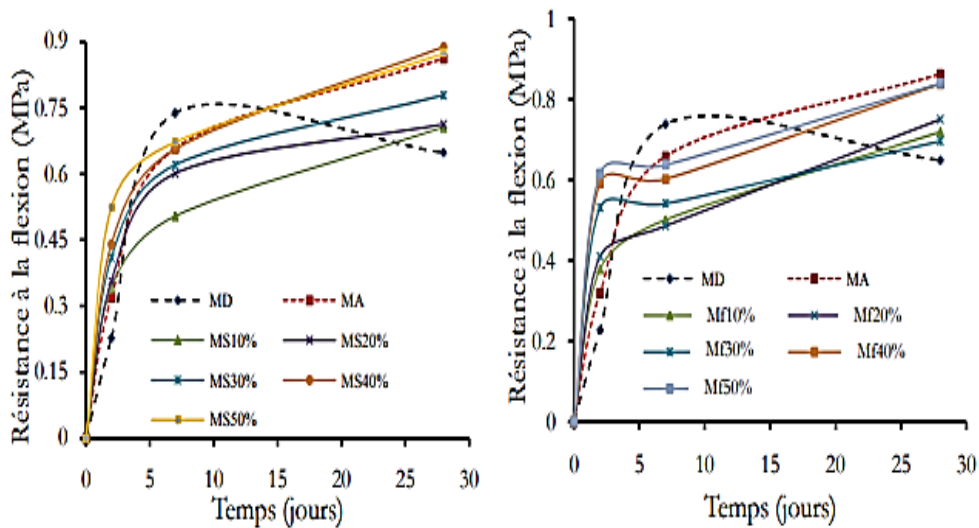 Résistance à la flexion (MPa)
0.9
0.75
0.6
0.45
0.3
0.15
0
MD
MA
MS10%
MS20%
MS30%
MS40%
MS50%
0
5
10
15
20
25
30
Temps (jours)
Résistance à la flexion (MPa)
1
0.8
0.6
0.4
0.2
0
MD
MA
Mf10%
Mf20%
Mf30%
Mf40%
Mf50%
0
5
10
15
20
25
30
Temps (jours)